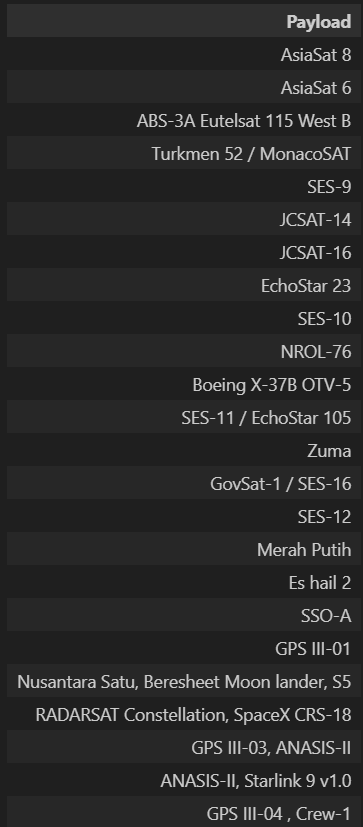 Payload
AsiaSat 8
AsiaSat 6
ABS-3A Eutelsat 115 West B
Turkmen 52 / MonacoSAT
SES-9
JCSAT-14
JCSAT-16
EchoStar 23
SES-10
NROL-76
Boeing X-37B OTV-5
SES-11 / EchoStar 105
Zuma
GovSat-1 / SES-16
SES-12
Merah Putih
Es hail 2
SSO-A
GPS III-01
Nusantara Satu, Beresheet Moon lander, S5
RADARSAT Constellation, SpaceX CRS-18
GPS III-03, ANASIS-II
ANASIS-II, Starlink 9 v1.0
GPS III-04 , Crew-1